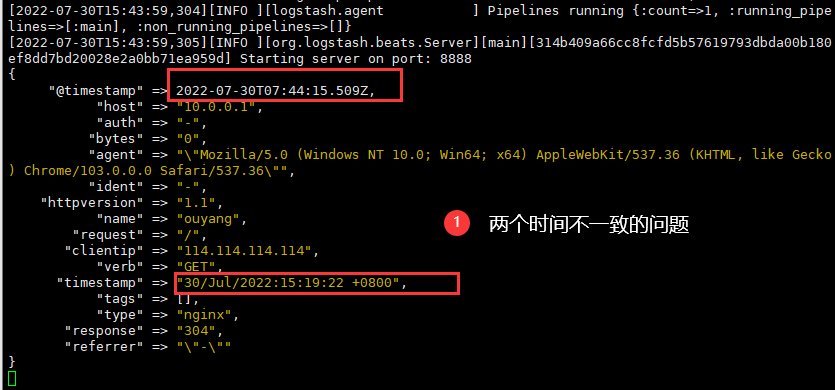 [2022-07-30T15:43:59,304][INFO ][logstash.agent           ] Pipelines running {:count=>1, :running_pipe
lines=>[:main], :non_running_pipelines=>[]}
[2022-07-30T15:43:59,305][INFO ][org.logstash.beats.Server][main][314b409a66cc8fcfd5b57619793dbda00b180
ef8dd7bd20028e2a0bb71ea959d] Starting server on port: 8888
{
"@timestamp" => 2022-07-30T07:44:15.509Z,
"host" => "10.0.0.1",
"auth" => "-",
"bytes" => "0",
"agent" => "\"Mozilla/5.0 (Windows NT 10.0; Win64; x64) AppleWebKit/537.36 (KHTML, like Gecko
) Chrome/103.0.0.0 Safari/537.36\"",
"ident" => "-",
"httpversion" => "1.1",
"name" => "ouyang",
"request" => "/",
"clientip" => "114.114.114.114",
"verb" => "GET",
"timestamp" => "30/Jul/2022:15:19:22 +0800",
"tags" => [],
"type" => "nginx",
"response" => "304",
"referrer" => "\"-\""
}
1 两个时间不一致的问题